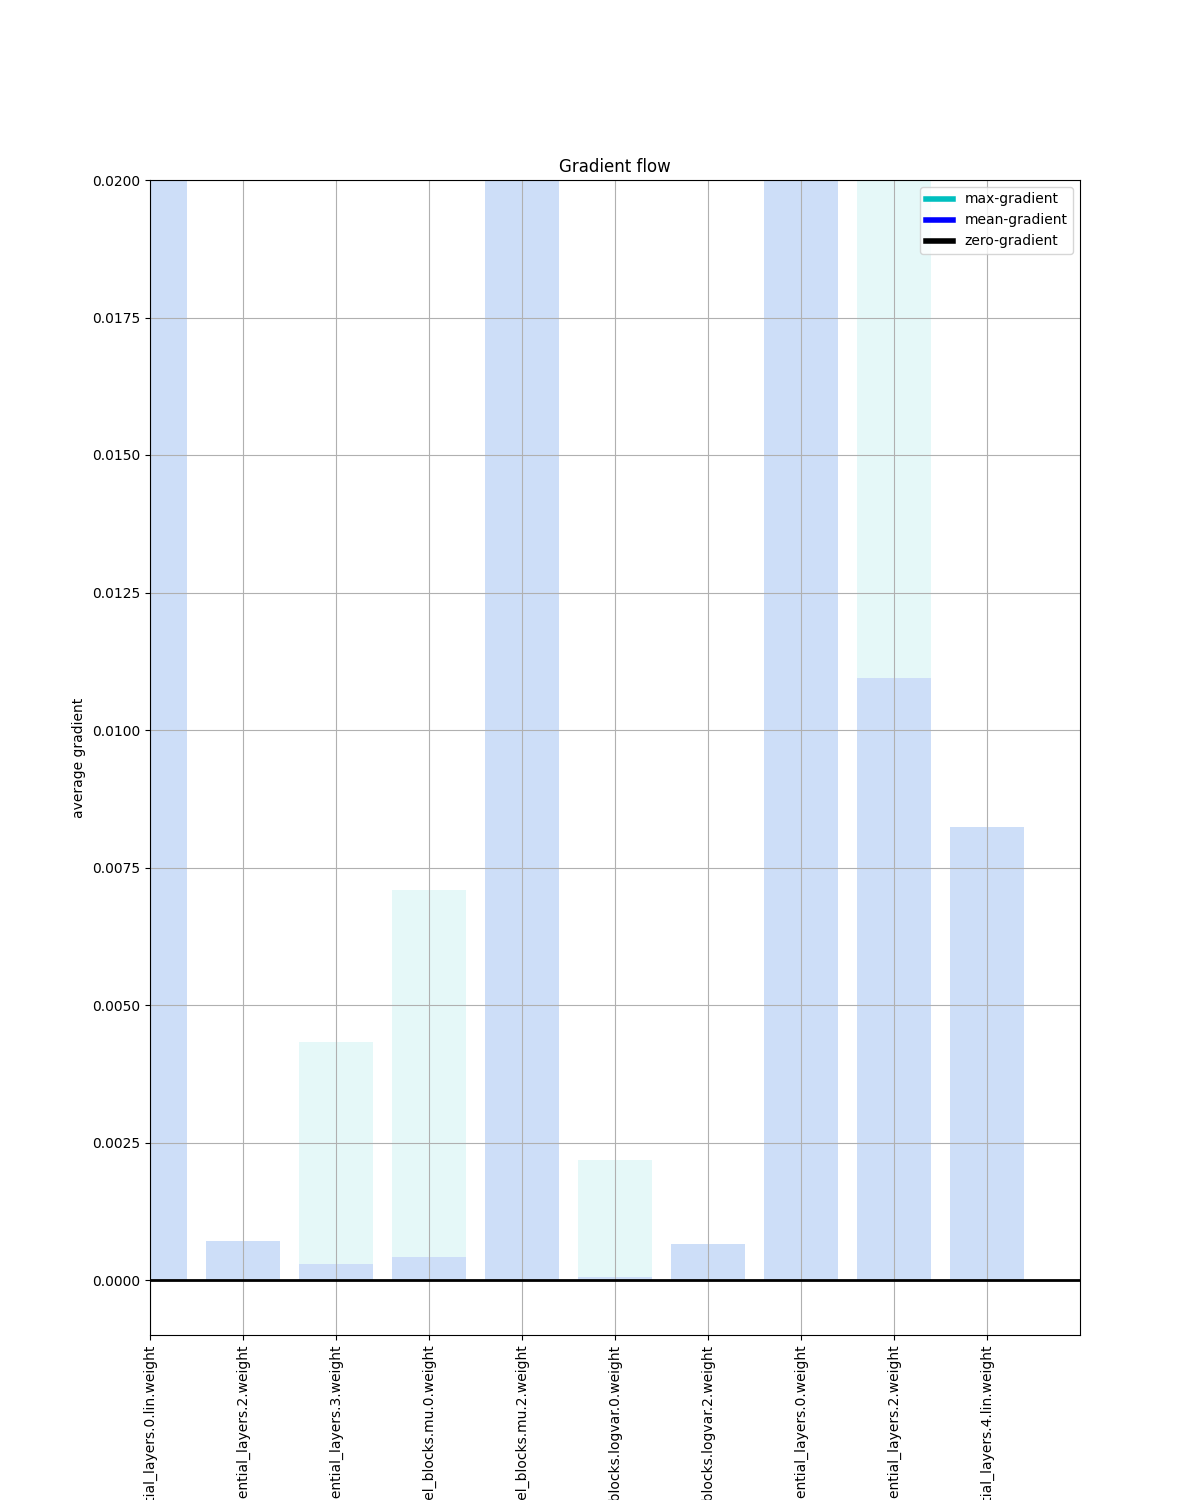 Gradient flow
max-gradient
mean-gradient
zero-gradient
0.0200
0.0175
0.0150
0.0125
0.0100
0.0075
0.0050
0.0025
0.0000
average gradient
tial_layers.0.lin.weight
ential_layers.2.weight
ential_layers.3.weight
el_blocks.mu.0.weight
el_blocks.mu.2.weight
blocks.logvar.0.weight
blocks.logvar.2.weight
ential_layers.0.weight
ential_layers.2.weight
tial_layers.4.lin.weight